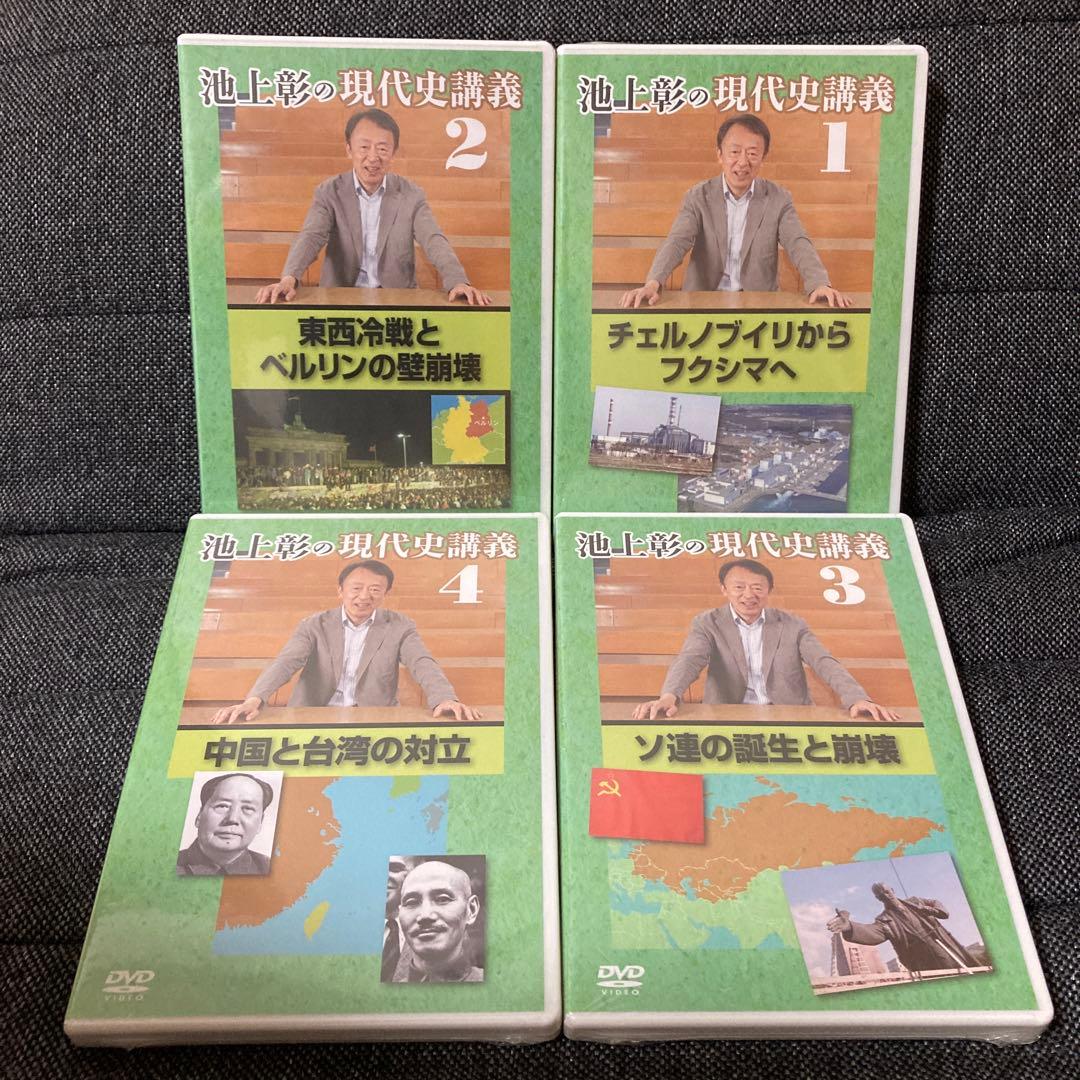 池上彰の現代史講義
2
東西冷戦と
ベルリンの壁崩壊
ベルリン
池上彰の現代史講義
1
チェルノブイリから
フクシマへ
池上彰の現代史講義
4
中国と台湾の対立
DVD
VIDEO
池上彰の現代史講義
3
ソ連の誕生と崩壊
DVD
VIDEO